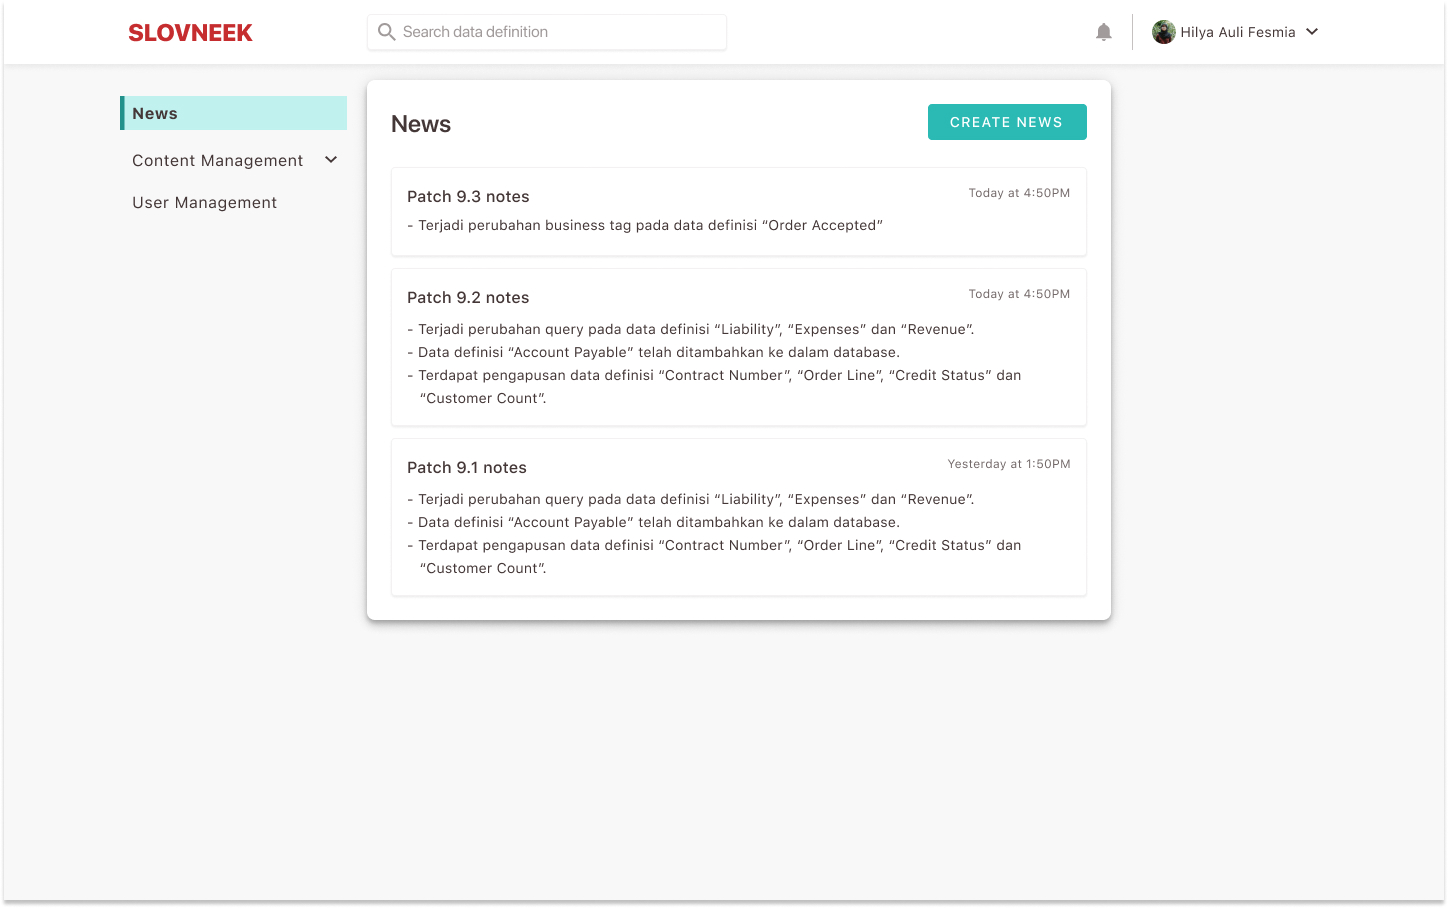 SLOVNEEK
Search data definition
Hilya Auli Fesmia
News
Content Management
User Management
News
CREATE NEWS
Patch 9.3 notes
Today at 4:50PM
- Terjadi perubahan business tag pada data definisi “Order Accepted”
Patch 9.2 notes
Today at 4:50PM
- Terjadi perubahan query pada data definisi “Liability”, “Expenses” dan “Revenue”.
- Data definisi “Account Payable” telah ditambahkan ke dalam database.
- Terdapat pengapusan data definisi “Contract Number”, “Order Line”, “Credit Status” dan
“Customer Count”.
Patch 9.1 notes
Yesterday at 1:50PM
- Terjadi perubahan query pada data definisi “Liability”, “Expenses” dan “Revenue”.
- Data definisi “Account Payable” telah ditambahkan ke dalam database.
- Terdapat pengapusan data definisi “Contract Number”, “Order Line”, “Credit Status” dan
“Customer Count”.